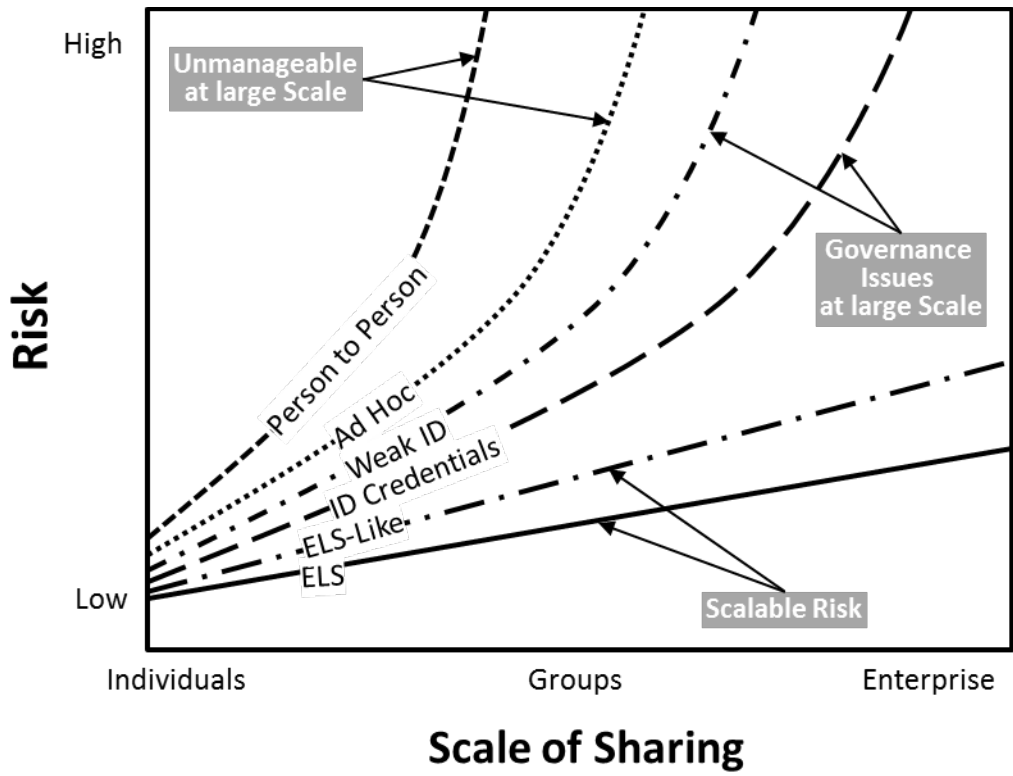 High
Unmanageable
at large Scale
Governance
Issues
at large Scale
Risk
Person to Person
Ad Hoc
Weak ID
ID Credentials
ELS-Like
ELS
Low
Scalable Risk
Individuals
Groups
Enterprise
Scale of Sharing